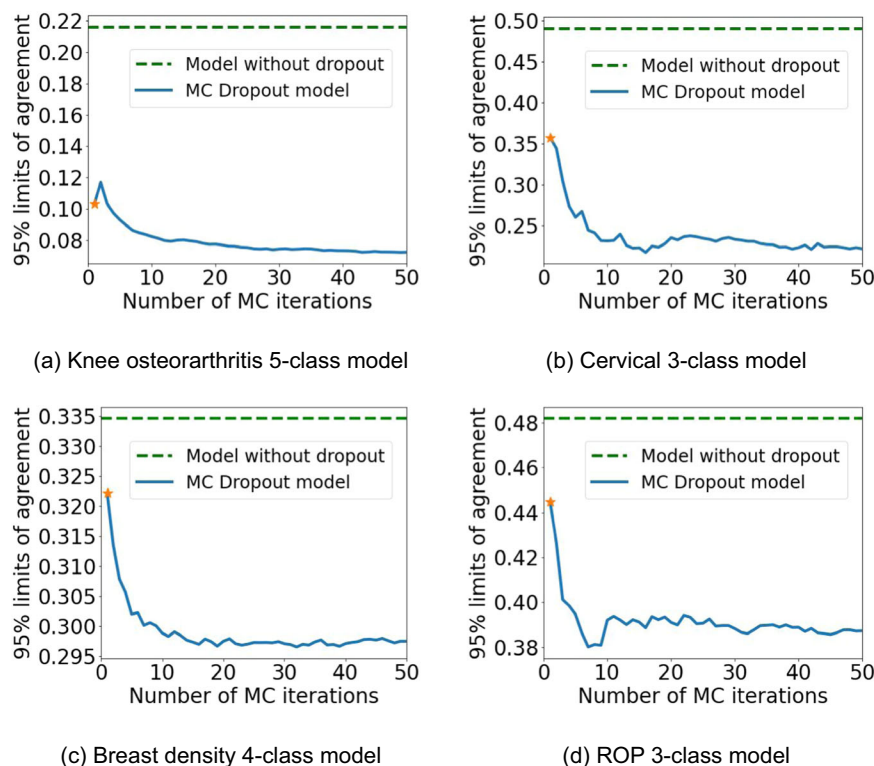 0.22
0.20
0.18
0.16
0.14
0.12
0.10
0.08
95% limits of agreement
Model without dropout
MC Dropout model
0 10 20 30 40 50
Number of MC iterations
(a) Knee osteorarthritis 5-class model
0.50
0.45
0.40
0.35
0.30
0.25
95% limits of agreement
Model without dropout
MC Dropout model
0 10 20 30 40 50
Number of MC iterations
(b) Cervical 3-class model
0.335
0.330
0.325
0.320
0.315
0.310
0.305
0.300
0.295
95% limits of agreement
Model without dropout
MC Dropout model
0 10 20 30 40 50
Number of MC iterations
(c) Breast density 4-class model
0.48
0.46
0.44
0.42
0.40
0.38
95% limits of agreement
Model without dropout
MC Dropout model
0 10 20 30 40 50
Number of MC iterations
(d) ROP 3-class model